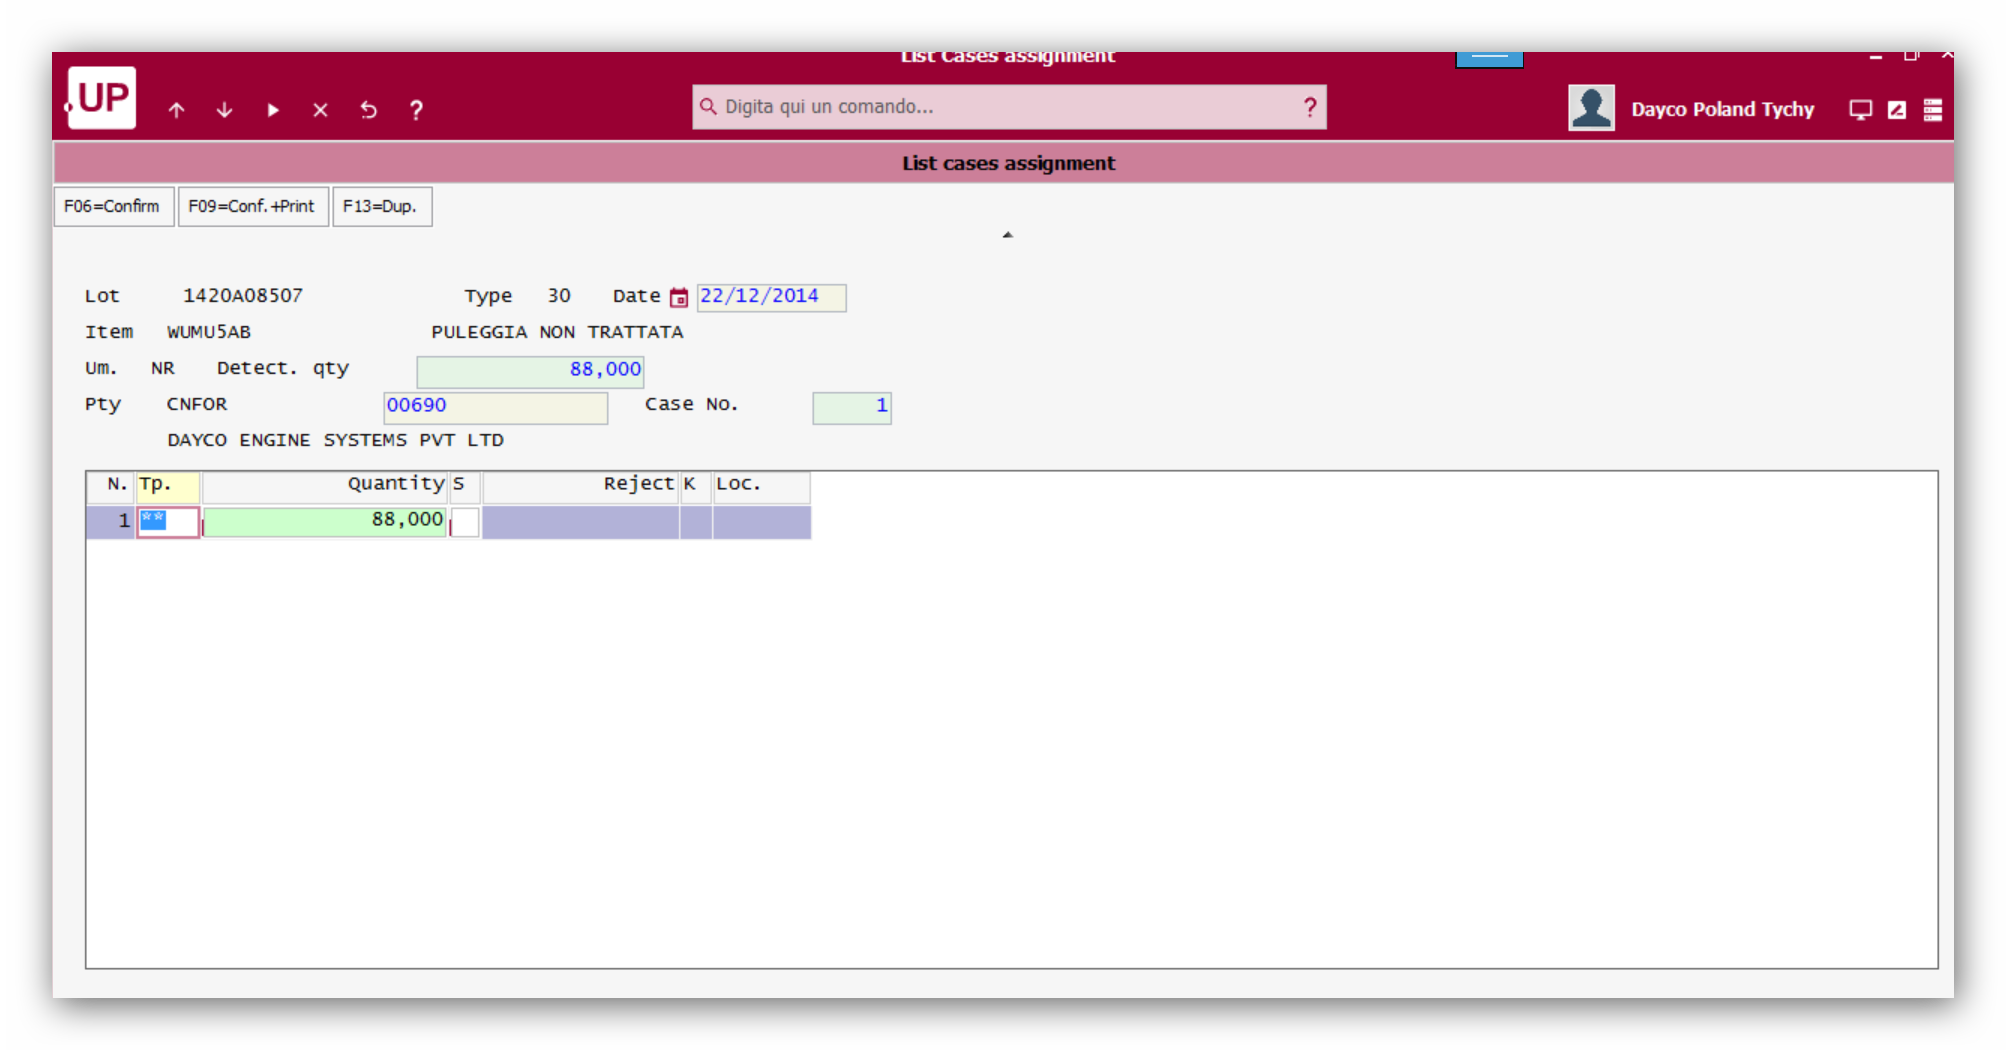 List Cases assignment
.UP
Digita qui un comando... ?
Dayco Poland Tychy
List cases assignment
F06=Confirm F09=Conf.+Print F13=Dup.
Lot 1420A08507 Type 30 Date 22/12/2014
Item WUMU5AB PULEGGIA NON TRATTATA
Um. NR Detect. qty 88,000
Pty CNFOR 00690 Case No. 1
DAYCO ENGINE SYSTEMS PVT LTD
N. Tp. Quantity S Reject K Loc.
1 ** 88,000